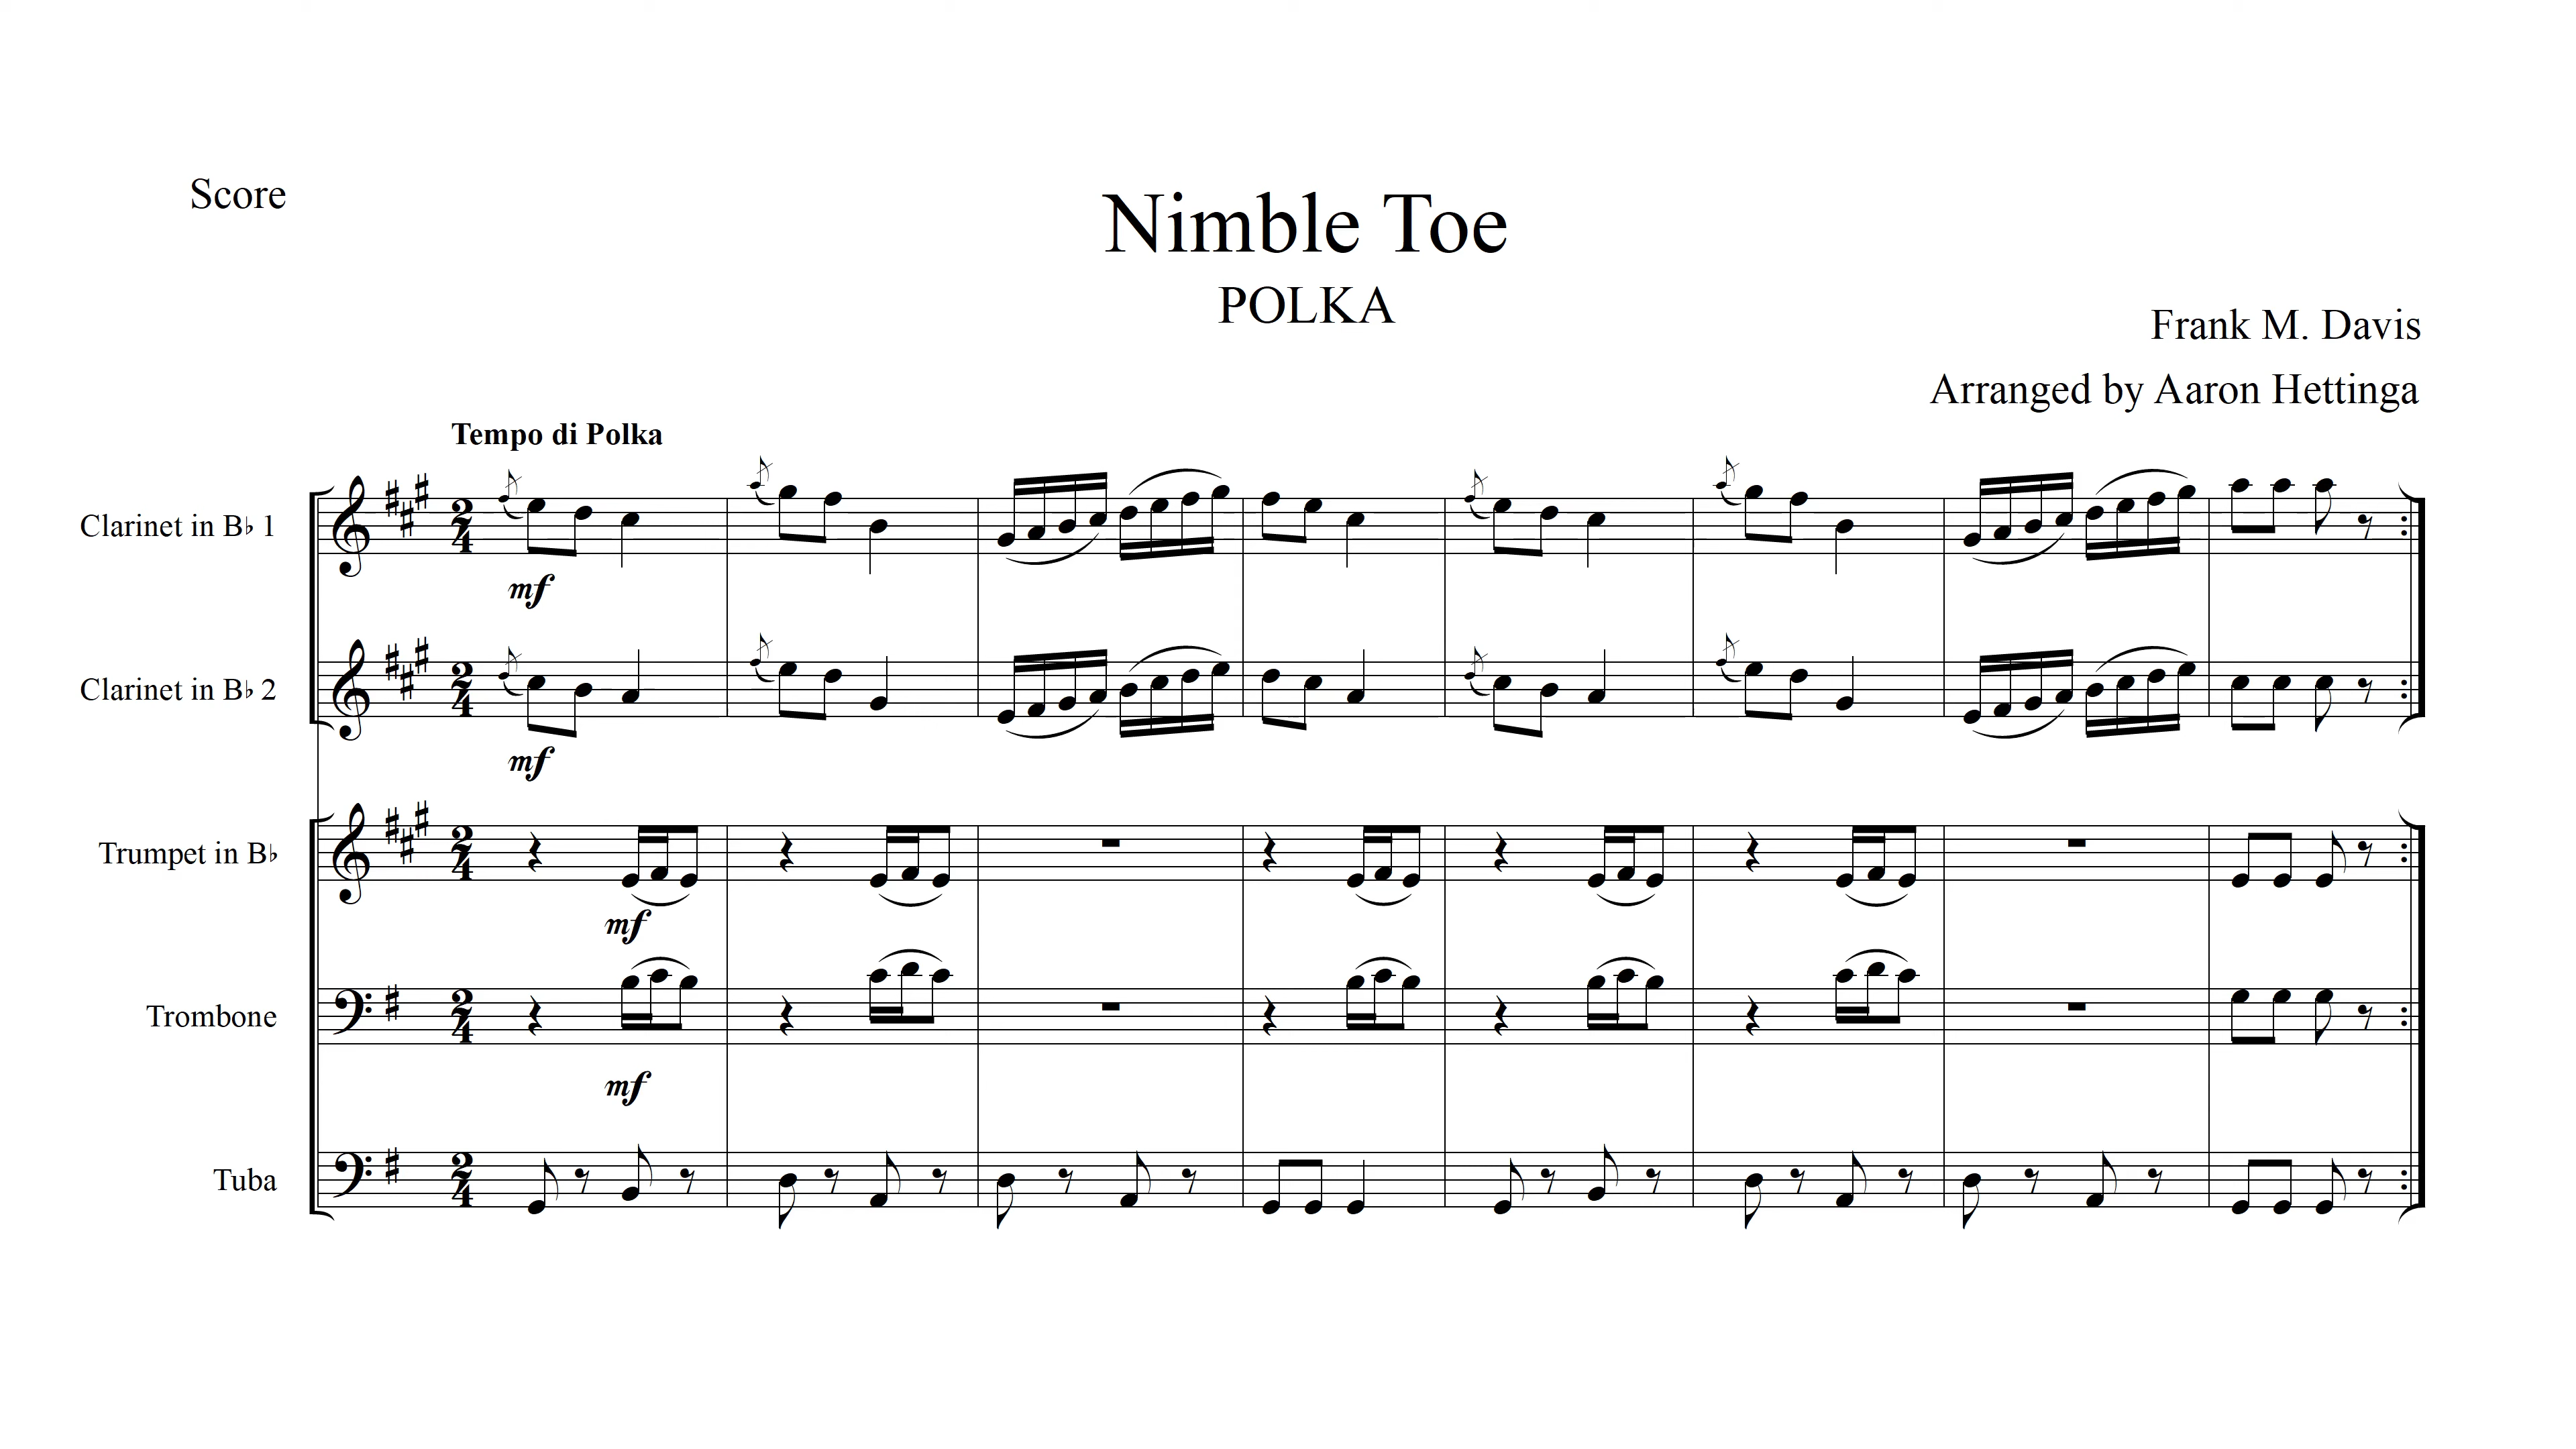 Score
Nimble Toe
POLKA
Frank M. Davis
Arranged by Aaron Hettinga
Tempo di Polka
Clarinet in B♭ 1
mf
Clarinet in B♭ 2
mf
Trumpet in B♭
mf
Trombone
mf
Tuba